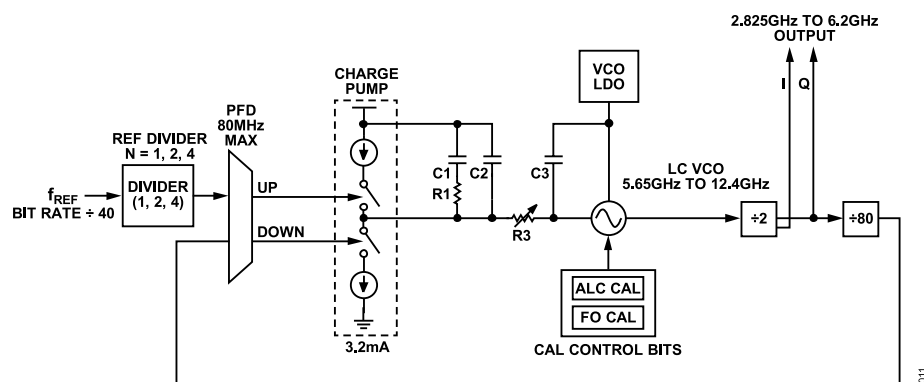 2.825GHz TO 6.2GHz
OUTPUT
I
Q
VCO
LDO
CHARGE
PUMP
PFD
80MHz
MAX
REF DIVIDER
N = 1, 2, 4
DIVIDER
(1, 2, 4)
fREF
BIT RATE ÷ 40
UP
DOWN
C1
C2
R1
C3
R3
LC VCO
5.65GHz TO 12.4GHz
÷2
÷80
ALC CAL
FO CAL
CAL CONTROL BITS
3.2mA